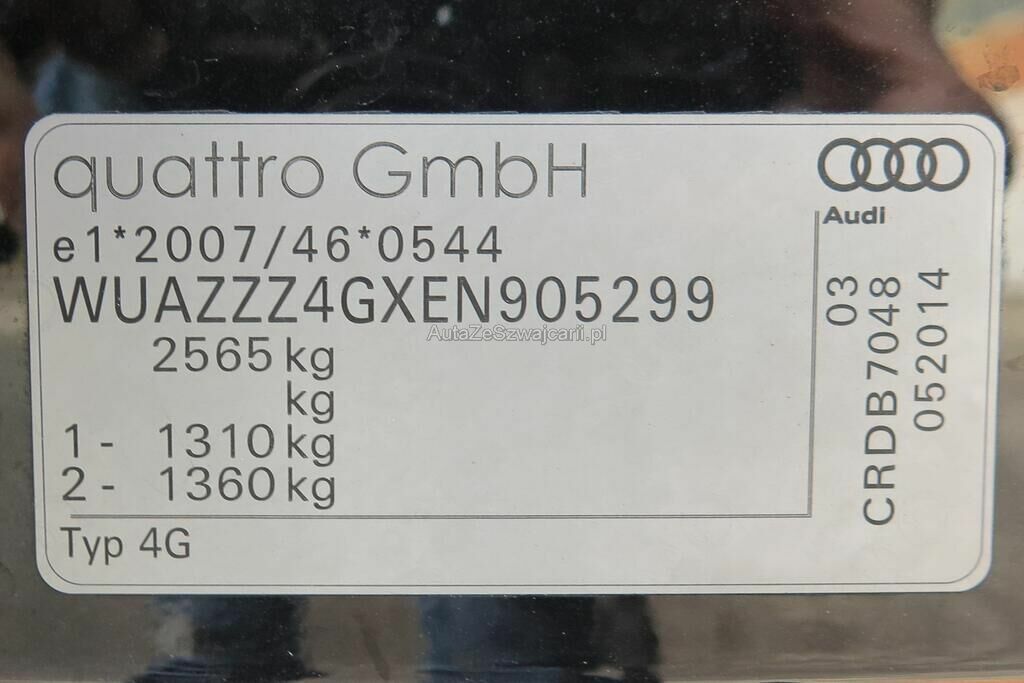 quattro GmbH
Audi
e1*2007/46*0544
WUAZZZ4GXEN905299
AutaZeSzwajcarii.pl
2565 kg
kg
1- 1310 kg
2- 1360 kg
Typ 4G
03
CRDB7048
052014